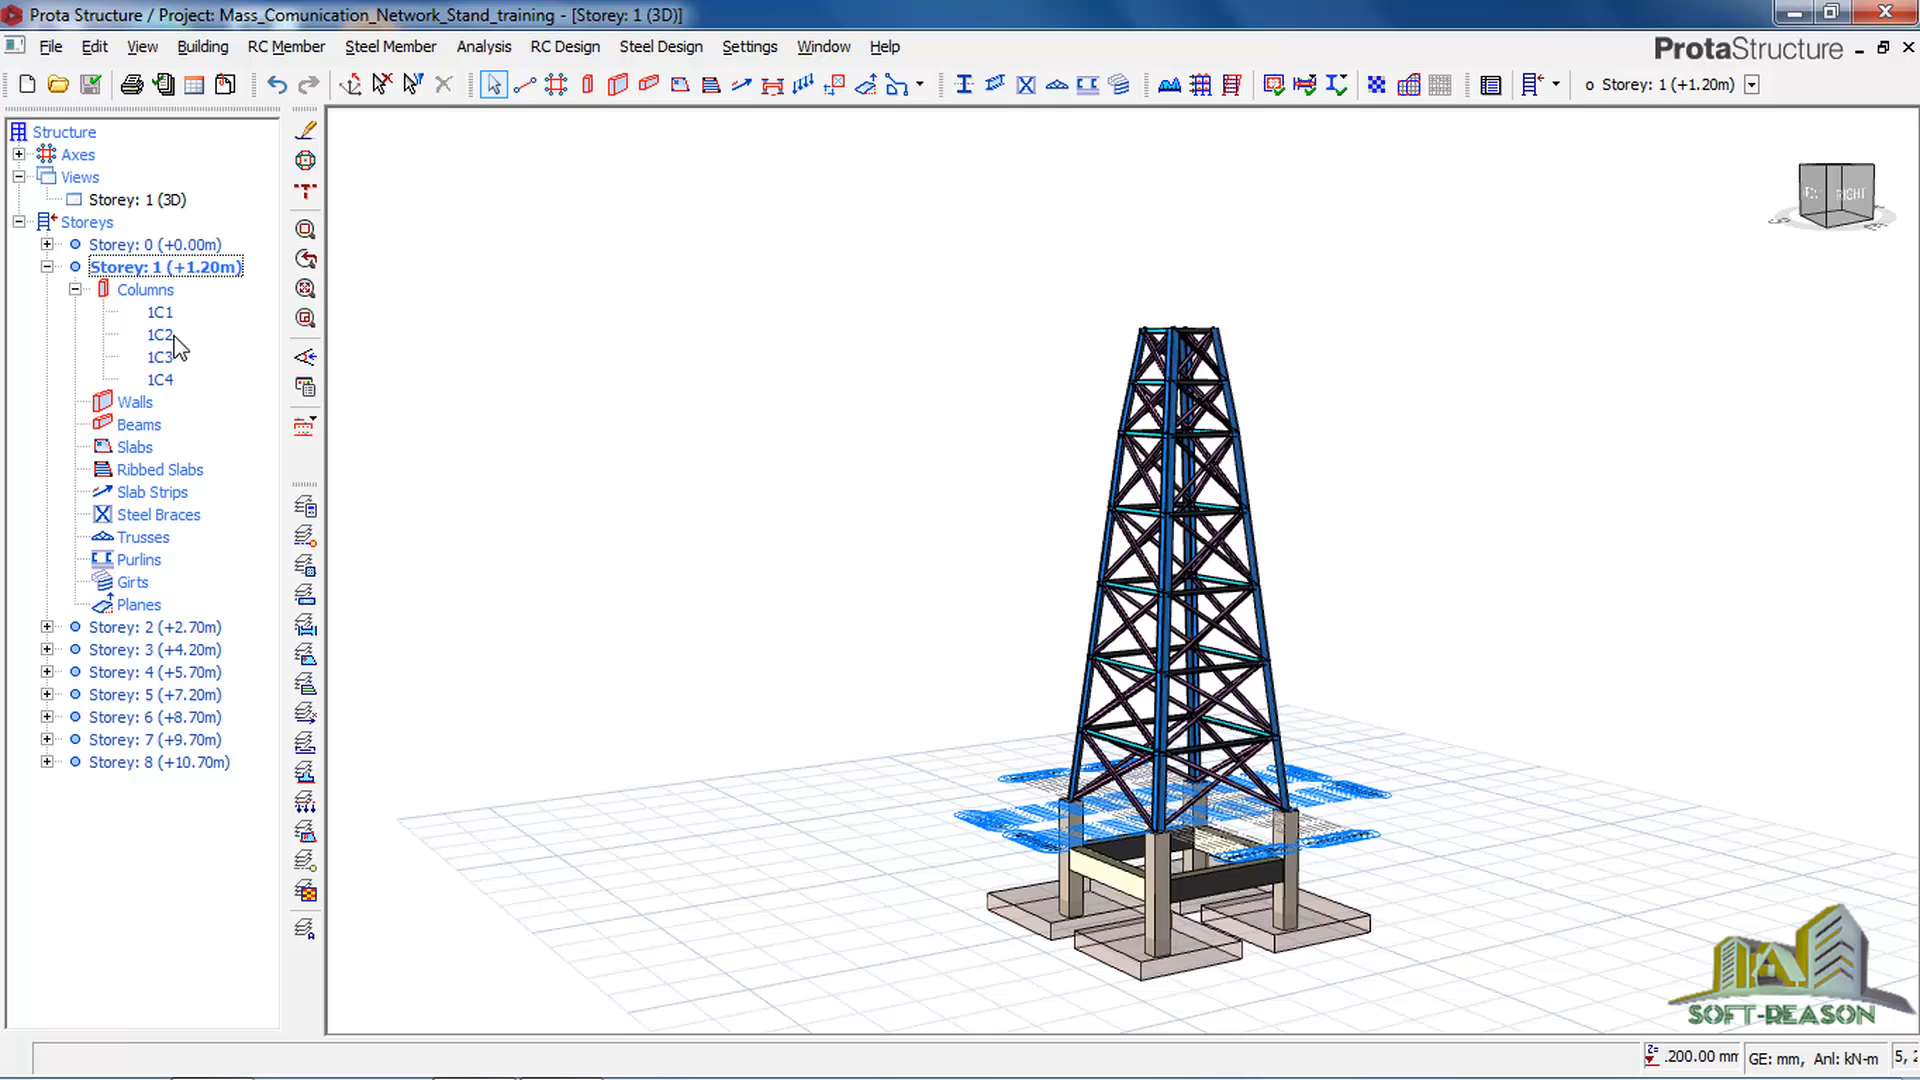 Prota Structure / Project: Mass_Comunication_Network_Stand_training - [Storey: 1 (3D)]
File Edit View Building RC Member Steel Member Analysis RC Design Steel Design Settings Window Help
ProtaStructure
Storey: 1 (+1.20m)
Structure
Axes
Views
Storey: 1 (3D)
Storeys
Storey: 0 (+0.00m)
Storey: 1 (+1.20m)
Columns
1C1
1C2
1C3
1C4
Walls
Beams
Slabs
Ribbed Slabs
Slab Strips
Steel Braces
Trusses
Purlins
Girts
Planes
Storey: 2 (+2.70m)
Storey: 3 (+4.20m)
Storey: 4 (+5.70m)
Storey: 5 (+7.20m)
Storey: 6 (+8.70m)
Storey: 7 (+9.70m)
Storey: 8 (+10.70m)
RIGHT
SOFT-REASON
.200.00 mm GE: mm, Anl: kN-m 5,